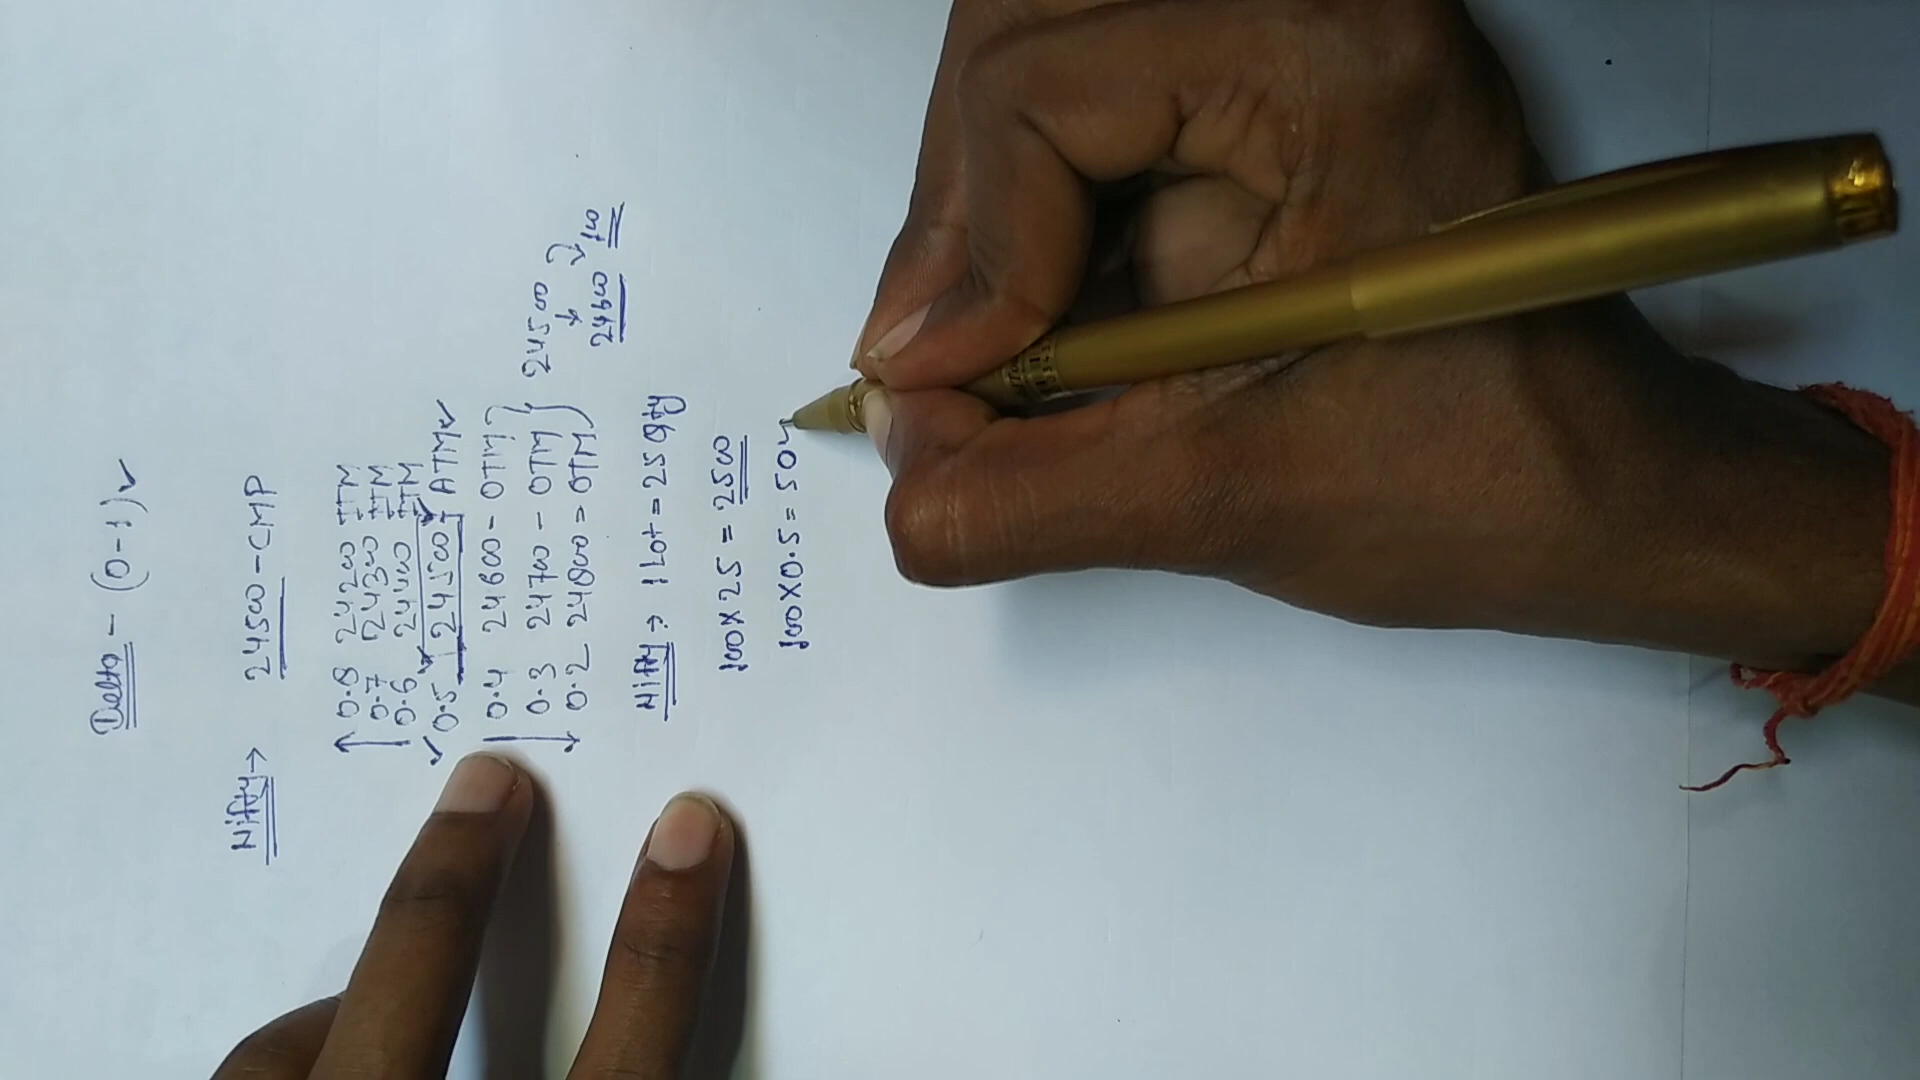 Delta - (0-1) ✓
Nifty → 24500 - CMP
↑ 0.8 24200 ITM
0.7 24300 ITM
0.6 24400 ITM
✓ 0.5 24500 - ATM ✓
0.4 24600 - OTM
0.3 24700 - OTM
↓ 0.2 24800 = OTM
24500
↓
24600 100
Nifty → 1 Lot = 25 Qty
100 X 25 = 2500
100 X 0.5 = 50